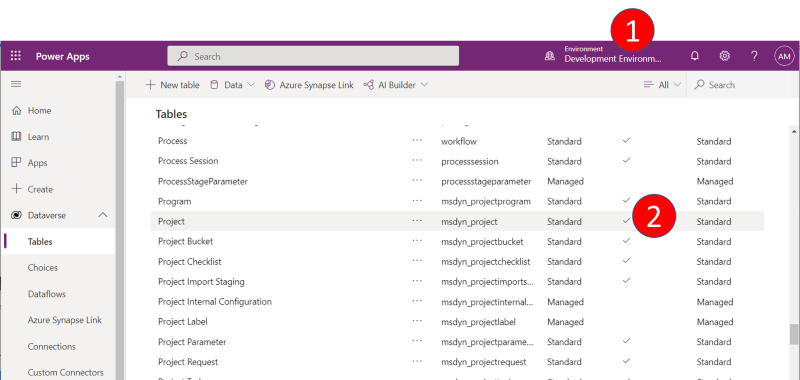 1
Environment
Power Apps Search Development Environm... ? AM
+ New table Data Azure Synapse Link AI Builder All Search
Home
Learn
Apps
Create
Dataverse
Tables
Choices
Dataflows
Azure Synapse Link
Connections
Custom Connectors
Tables
Process ... workflow Standard ✓ Standard
Process Session ... processsession Standard ✓ Standard
ProcessStageParameter ... processstageparameter Managed Managed
Program ... msdyn_projectprogram Standard ✓ Standard
Project ... msdyn_project Standard ✓ 2 Standard
Project Bucket ... msdyn_projectbucket Standard ✓ Standard
Project Checklist ... msdyn_projectchecklist Standard ✓ Standard
Project Import Staging ... msdyn_projectimports... Standard ✓ Standard
Project Internal Configuration ... msdyn_projectinternal... Managed Managed
Project Label ... msdyn_projectlabel Managed Managed
Project Parameter ... msdyn_projectparame... Standard ✓ Standard
Project Request ... msdyn_projectrequest Standard ✓ Standard